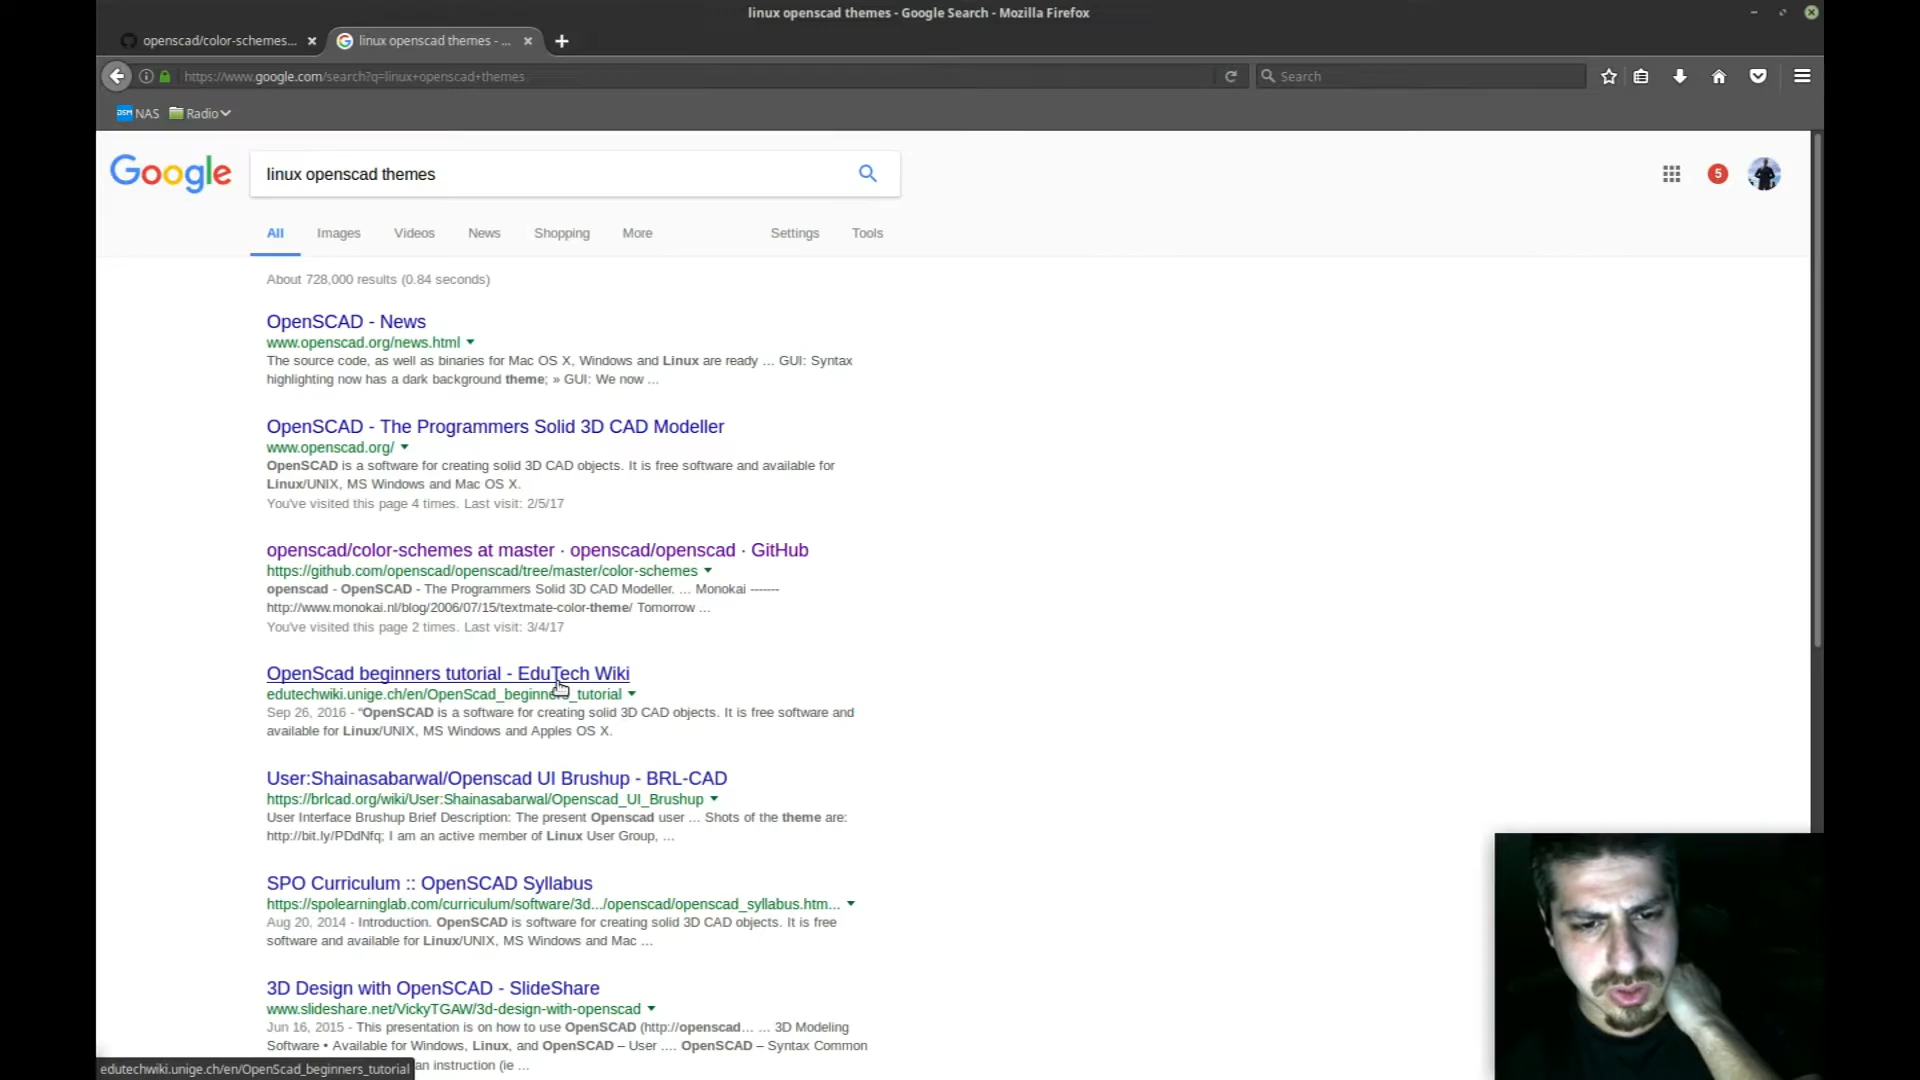 linux openscad themes - Google Search - Mozilla Firefox
openscad/color-schemes...
linux openscad themes - ...
https://www.google.com/search?q=linux+openscad+themes
Search
DSM NAS Radio
Google
linux openscad themes
5
All Images Videos News Shopping More Settings Tools
About 728,000 results (0.84 seconds)
OpenSCAD - News
www.openscad.org/news.html
The source code, as well as binaries for Mac OS X, Windows and Linux are ready ... GUI: Syntax
highlighting now has a dark background theme; » GUI: We now ...
OpenSCAD - The Programmers Solid 3D CAD Modeller
www.openscad.org/
OpenSCAD is a software for creating solid 3D CAD objects. It is free software and available for
Linux/UNIX, MS Windows and Mac OS X.
You've visited this page 4 times. Last visit: 2/5/17
openscad/color-schemes at master · openscad/openscad · GitHub
https://github.com/openscad/openscad/tree/master/color-schemes
openscad - OpenSCAD - The Programmers Solid 3D CAD Modeller. ... Monokai -------
http://www.monokai.nl/blog/2006/07/15/textmate-color-theme/ Tomorrow ...
You've visited this page 2 times. Last visit: 3/4/17
OpenScad beginners tutorial - EduTech Wiki
edutechwiki.unige.ch/en/OpenScad_beginners_tutorial
Sep 26, 2016 - "OpenSCAD is a software for creating solid 3D CAD objects. It is free software and
available for Linux/UNIX, MS Windows and Apples OS X.
User:Shainasabarwal/Openscad UI Brushup - BRL-CAD
https://brlcad.org/wiki/User:Shainasabarwal/Openscad_UI_Brushup
User Interface Brushup Brief Description: The present Openscad user ... Shots of the theme are:
http://bit.ly/PDdNfq; I am an active member of Linux User Group, ...
SPO Curriculum :: OpenSCAD Syllabus
https://spolearninglab.com/curriculum/software/3d.../openscad/openscad_syllabus.htm...
Aug 20, 2014 - Introduction. OpenSCAD is software for creating solid 3D CAD objects. It is free
software and available for Linux/UNIX, MS Windows and Mac ...
3D Design with OpenSCAD - SlideShare
www.slideshare.net/VickyTGAW/3d-design-with-openscad
Jun 16, 2015 - This presentation is on how to use OpenSCAD (http://openscad... ... 3D Modeling
Software • Available for Windows, Linux, and OpenSCAD – User .... OpenSCAD – Syntax Common
an instruction (ie ...
edutechwiki.unige.ch/en/OpenScad_beginners_tutorial